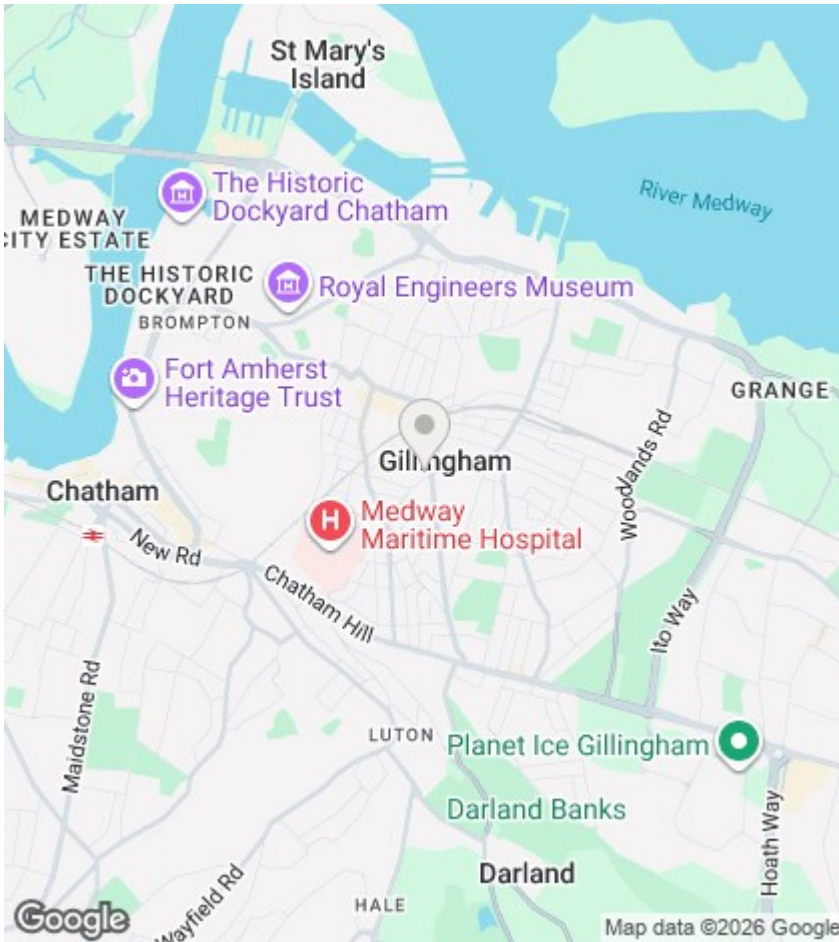 St Mary's
Island
River Medway
The Historic
Dockyard Chatham
MEDWAY
CITY ESTATE
THE HISTORIC
DOCKYARD
Royal Engineers Museum
BROMPTON
Fort Amherst
Heritage Trust
GRANGE
Woodlands Rd
Gillingham
Chatham
H
Medway
Maritime Hospital
New Rd
Chatham Hill
Ito Way
Maidstone Rd
LUTON
Planet Ice Gillingham
Darland Banks
Hoath Way
Darland
HALE
Wayfield Rd
Google
Map data ©2026 Google